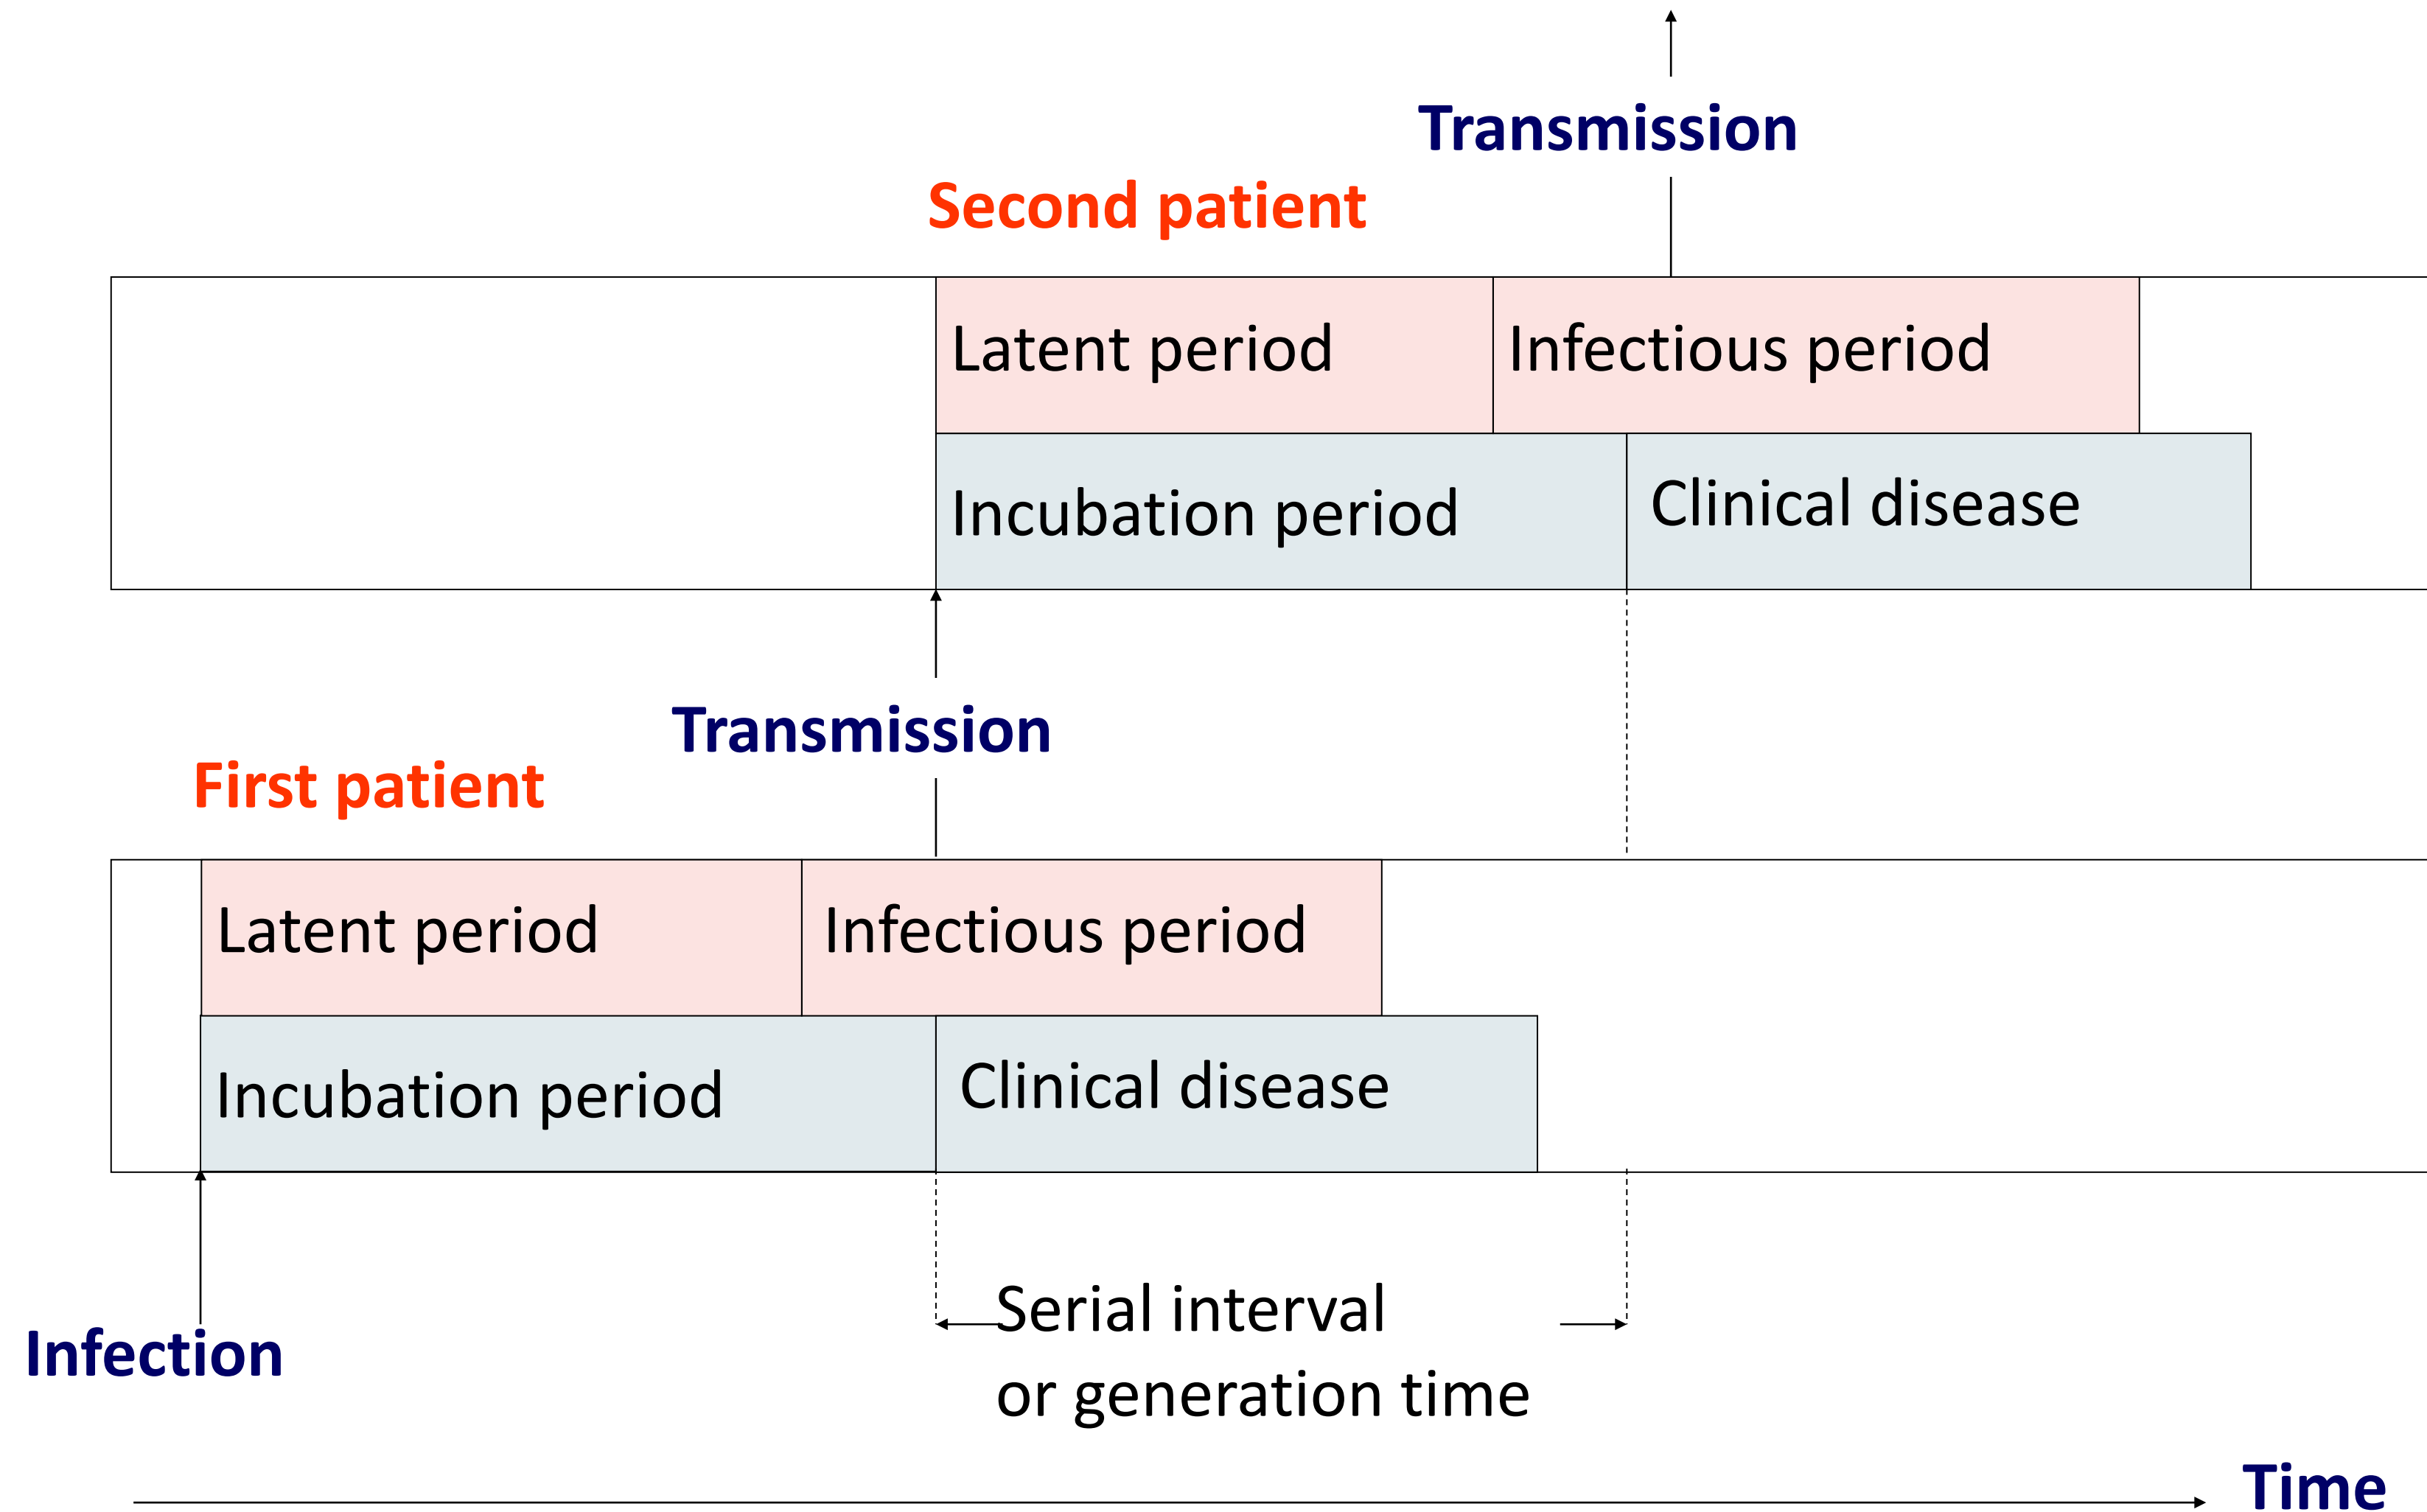 Transmission
Second patient
Latent period
Infectious period
Incubation period
Clinical disease
Transmission
First patient
Latent period
Infectious period
Incubation period
Clinical disease
Serial interval
or generation time
Infection
Time